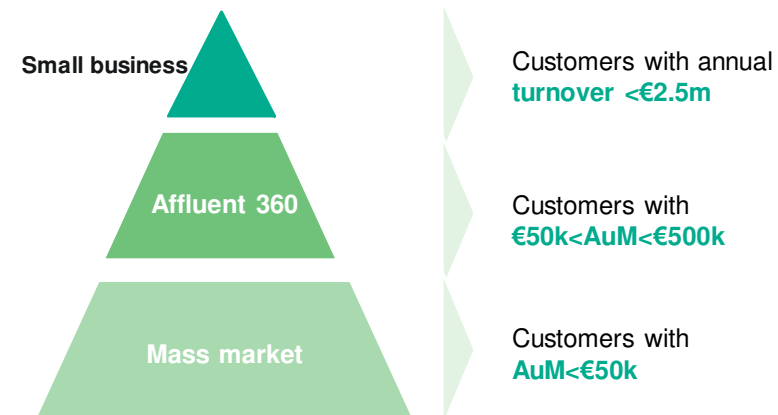 Small business
Customers with annual
turnover <€2.5m
Affluent 360
Customers with
€50k<AuM<€500k
Mass market
Customers with
AuM<€50k